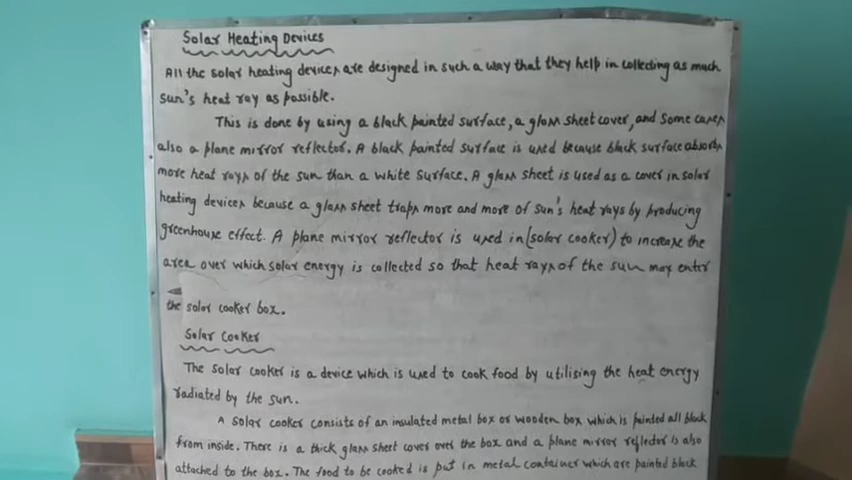 Solar Heating Devices
All the solar heating devices are designed in such a way that they help in collecting as much
sun's heat ray as possible.
This is done by using a black painted surface, a glass sheet cover, and some cases
also a plane mirror reflector. A black painted surface is used because black surface absorbs
more heat rays of the sun than a white surface. A glass sheet is used as a cover in solar
heating devices because a glass sheet traps more and more of sun's heat rays by producing
greenhouse effect. A plane mirror reflector is used in (solar cooker) to increase the
area over which solar energy is collected so that heat rays of the sun may enter
the solar cooker box.
Solar Cooker
The solar cooker is a device which is used to cook food by utilising the heat energy
radiated by the sun.
A solar cooker consists of an insulated metal box or wooden box which is painted all black
from inside. There is a thick glass sheet cover over the box and a plane mirror reflector is also
attached to the box. The food to be cooked is put in metal container which are painted black